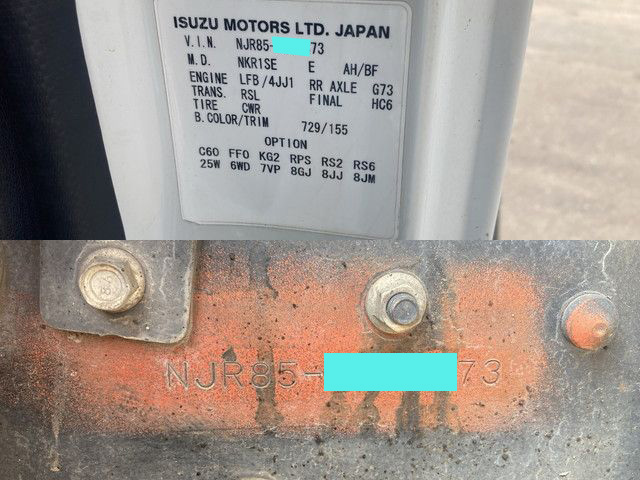 ISUZU MOTORS LTD. JAPAN
V.I.N. NJR85- 73
M.D. NKR1SE E AH/BF
ENGINE LFB/4JJ1 RR AXLE G73
TRANS. RSL FINAL HC6
TIRE CWR
B.COLOR/TRIM 729/155
OPTION
C60 FF0 KG2 RPS RS2 RS6
25W 6WD 7VP 8GJ 8JJ 8JM
NJR85- 73